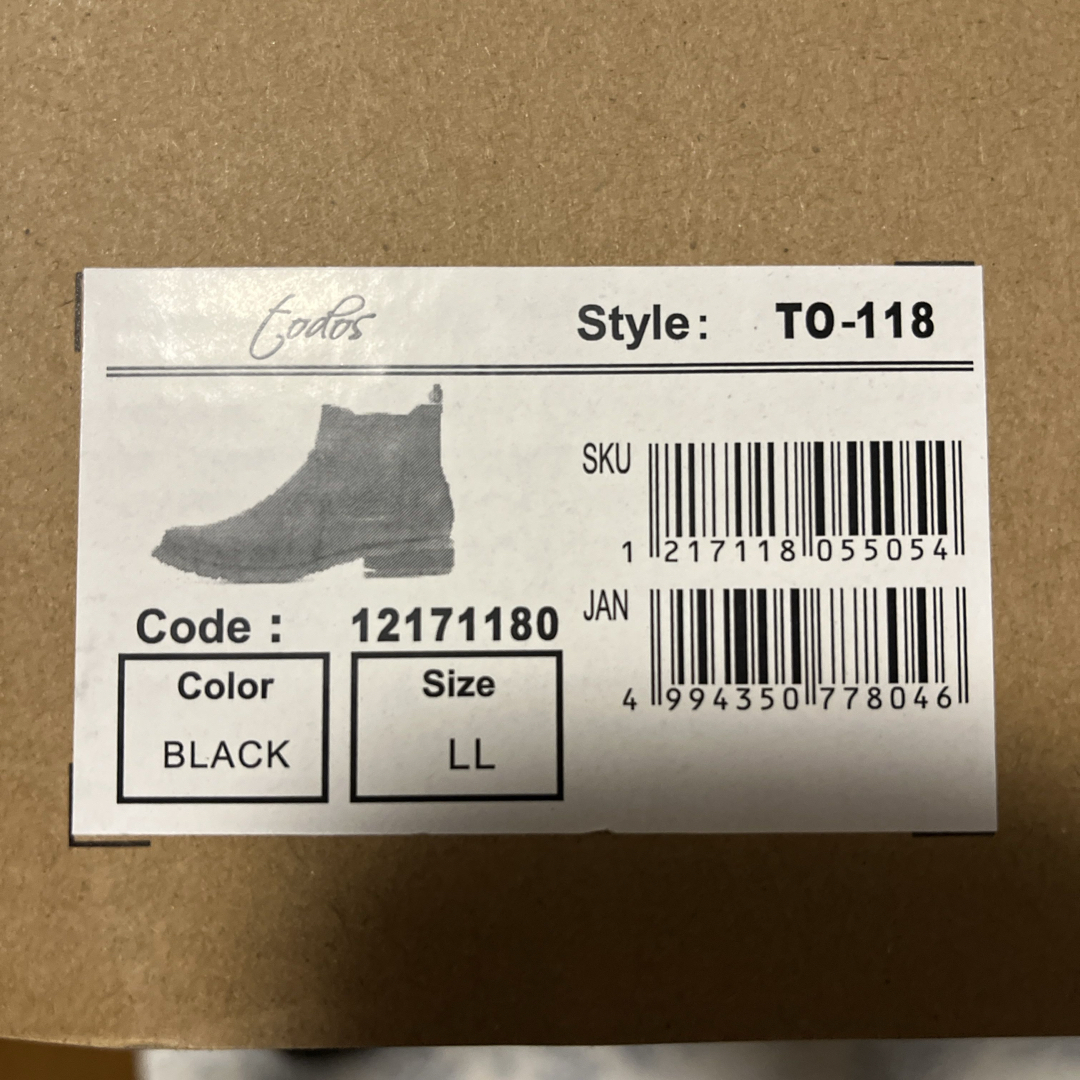 todos
Style: TO-118
SKU
1 217118 055054
JAN
4 994350 778046
Code : 12171180
Color
BLACK
Size
LL